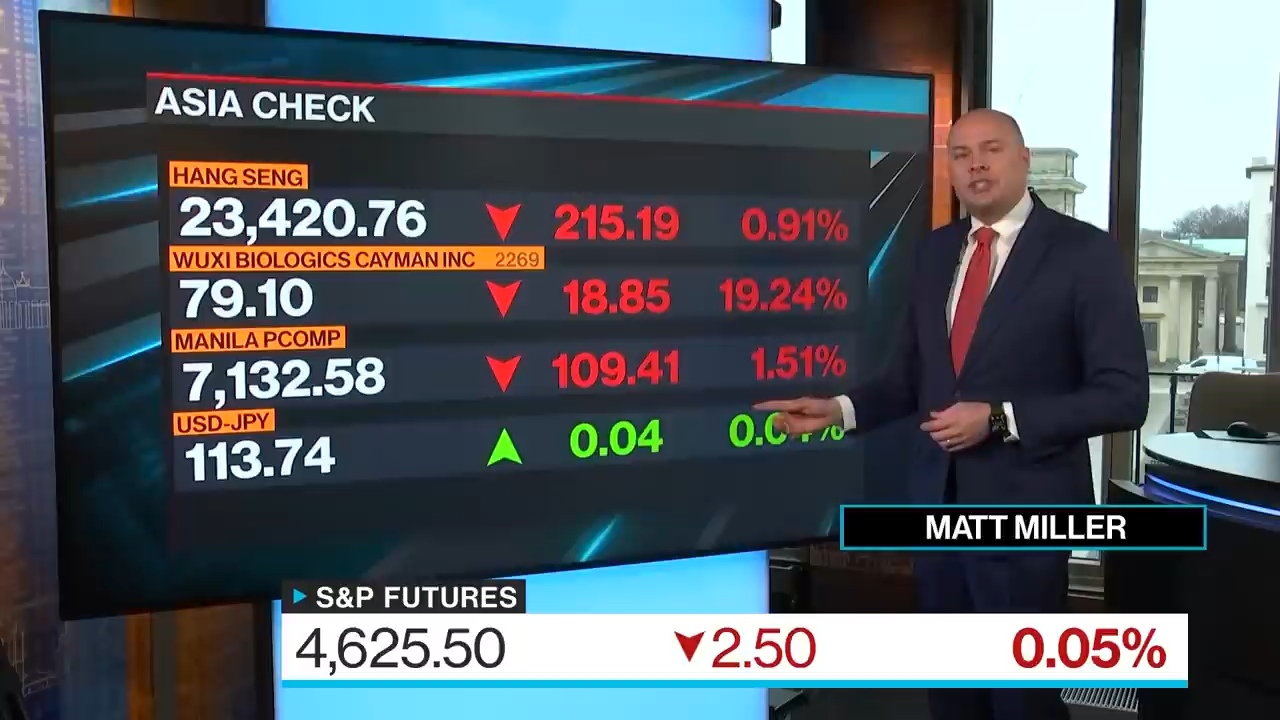 ASIA CHECK
HANG SENG
23,420.76 ▼ 215.19 0.91%
WUXI BIOLOGICS CAYMAN INC 2269
79.10 ▼ 18.85 19.24%
MANILA PCOMP
7,132.58 ▼ 109.41 1.51%
USD-JPY
113.74 ▲ 0.04
MATT MILLER
S&P FUTURES
4,625.50 ▼2.50 0.05%